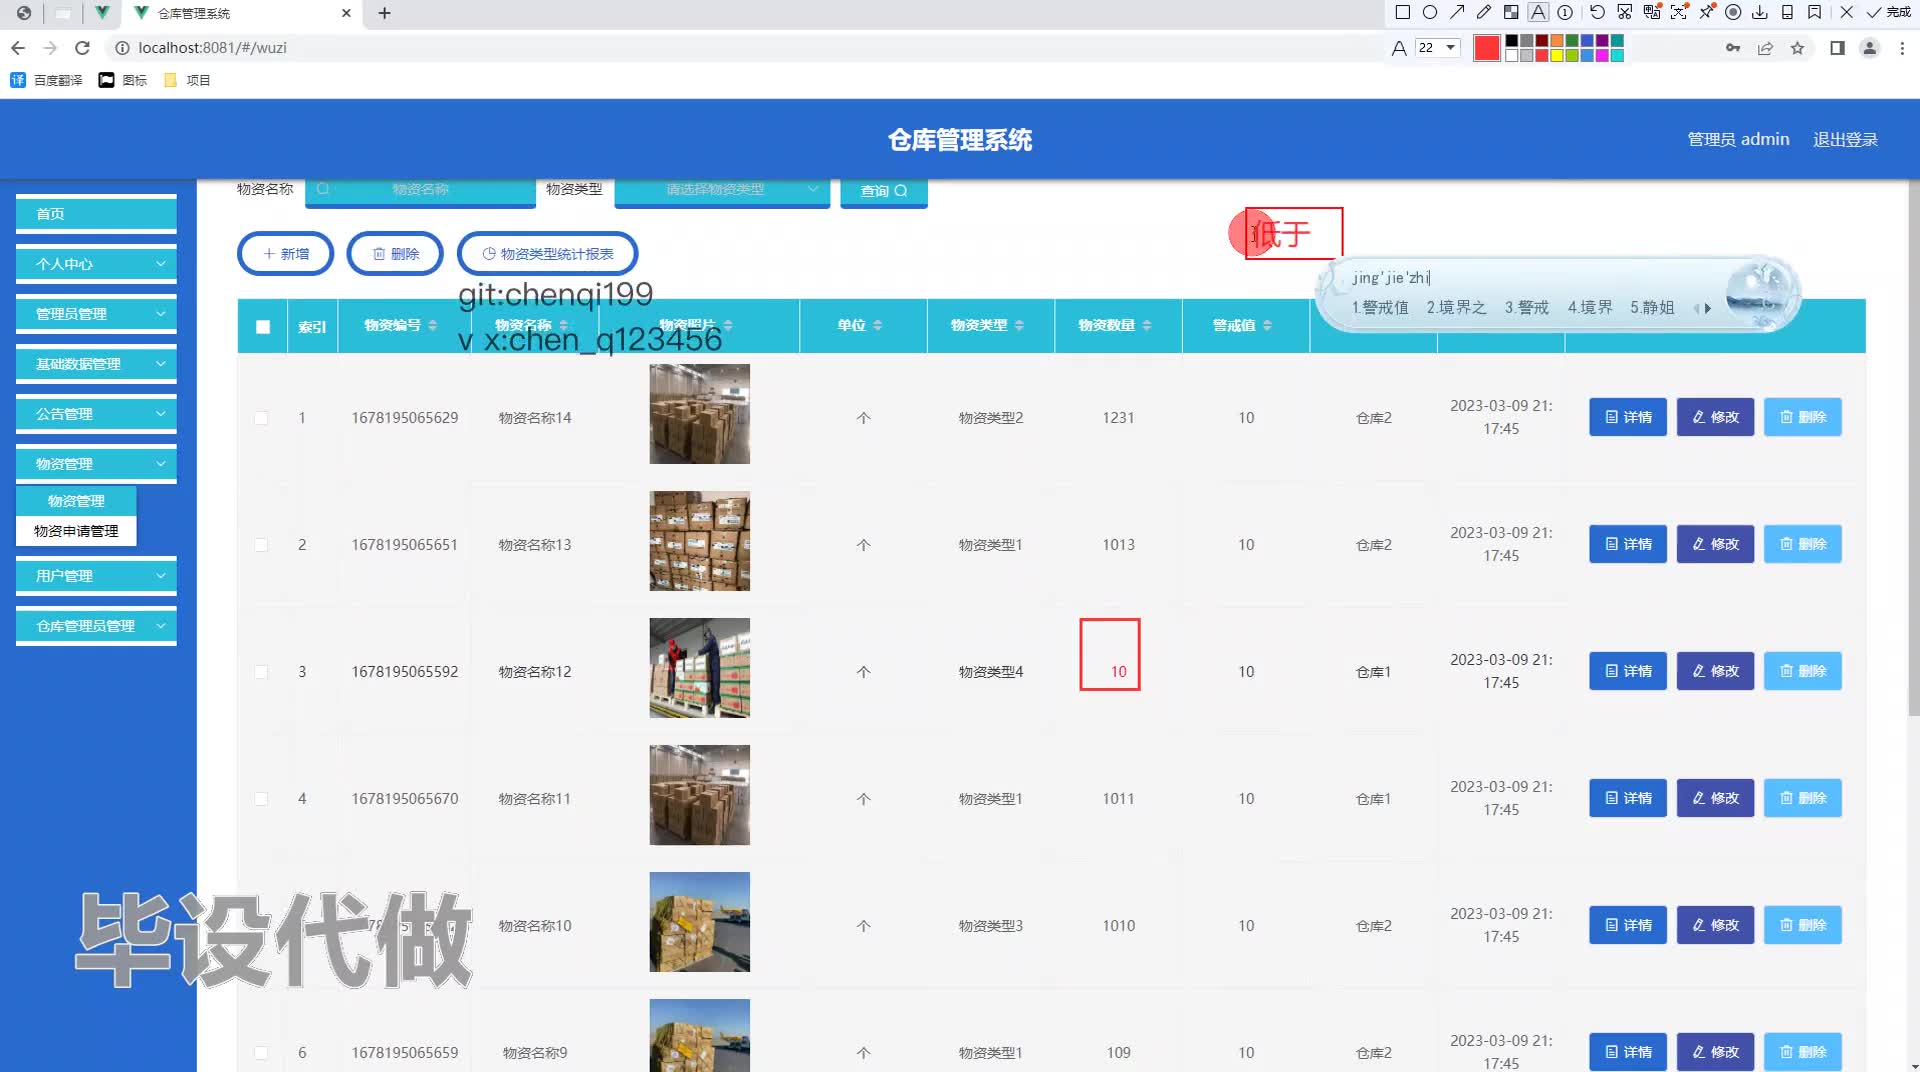 仓库管理系统
localhost:8081/#/wuzi
22
完成
百度翻译
图标
项目
仓库管理系统
管理员 admin
退出登录
首页
个人中心
管理员管理
基础数据管理
公告管理
物资管理
物资管理
物资申请管理
用户管理
仓库管理员管理
物资名称
物资名称
物资类型
请选择物资类型
查询
新增
删除
物资类型统计报表
低于
jing'jie'zhi
1.警戒值 2.境界之 3.警戒 4.境界 5.静姐
git:chenqi199
v x:chen_q123456
索引 物资编号 物资名称 物资照片 单位 物资类型 物资数量 警戒值
1 1678195065629 物资名称14 个 物资类型2 1231 10 仓库2 2023-03-09 21:
17:45
详情 修改 删除
2 1678195065651 物资名称13 个 物资类型1 1013 10 仓库2 2023-03-09 21:
17:45
详情 修改 删除
3 1678195065592 物资名称12 个 物资类型4 10 10 仓库1 2023-03-09 21:
17:45
详情 修改 删除
4 1678195065670 物资名称11 个 物资类型1 1011 10 仓库1 2023-03-09 21:
17:45
详情 修改 删除
物资名称10 个 物资类型3 1010 10 仓库2 2023-03-09 21:
17:45
详情 修改 删除
6 1678195065659 物资名称9 个 物资类型1 109 10 仓库2 2023-03-09 21:
17:45
详情 修改 删除
毕设代做